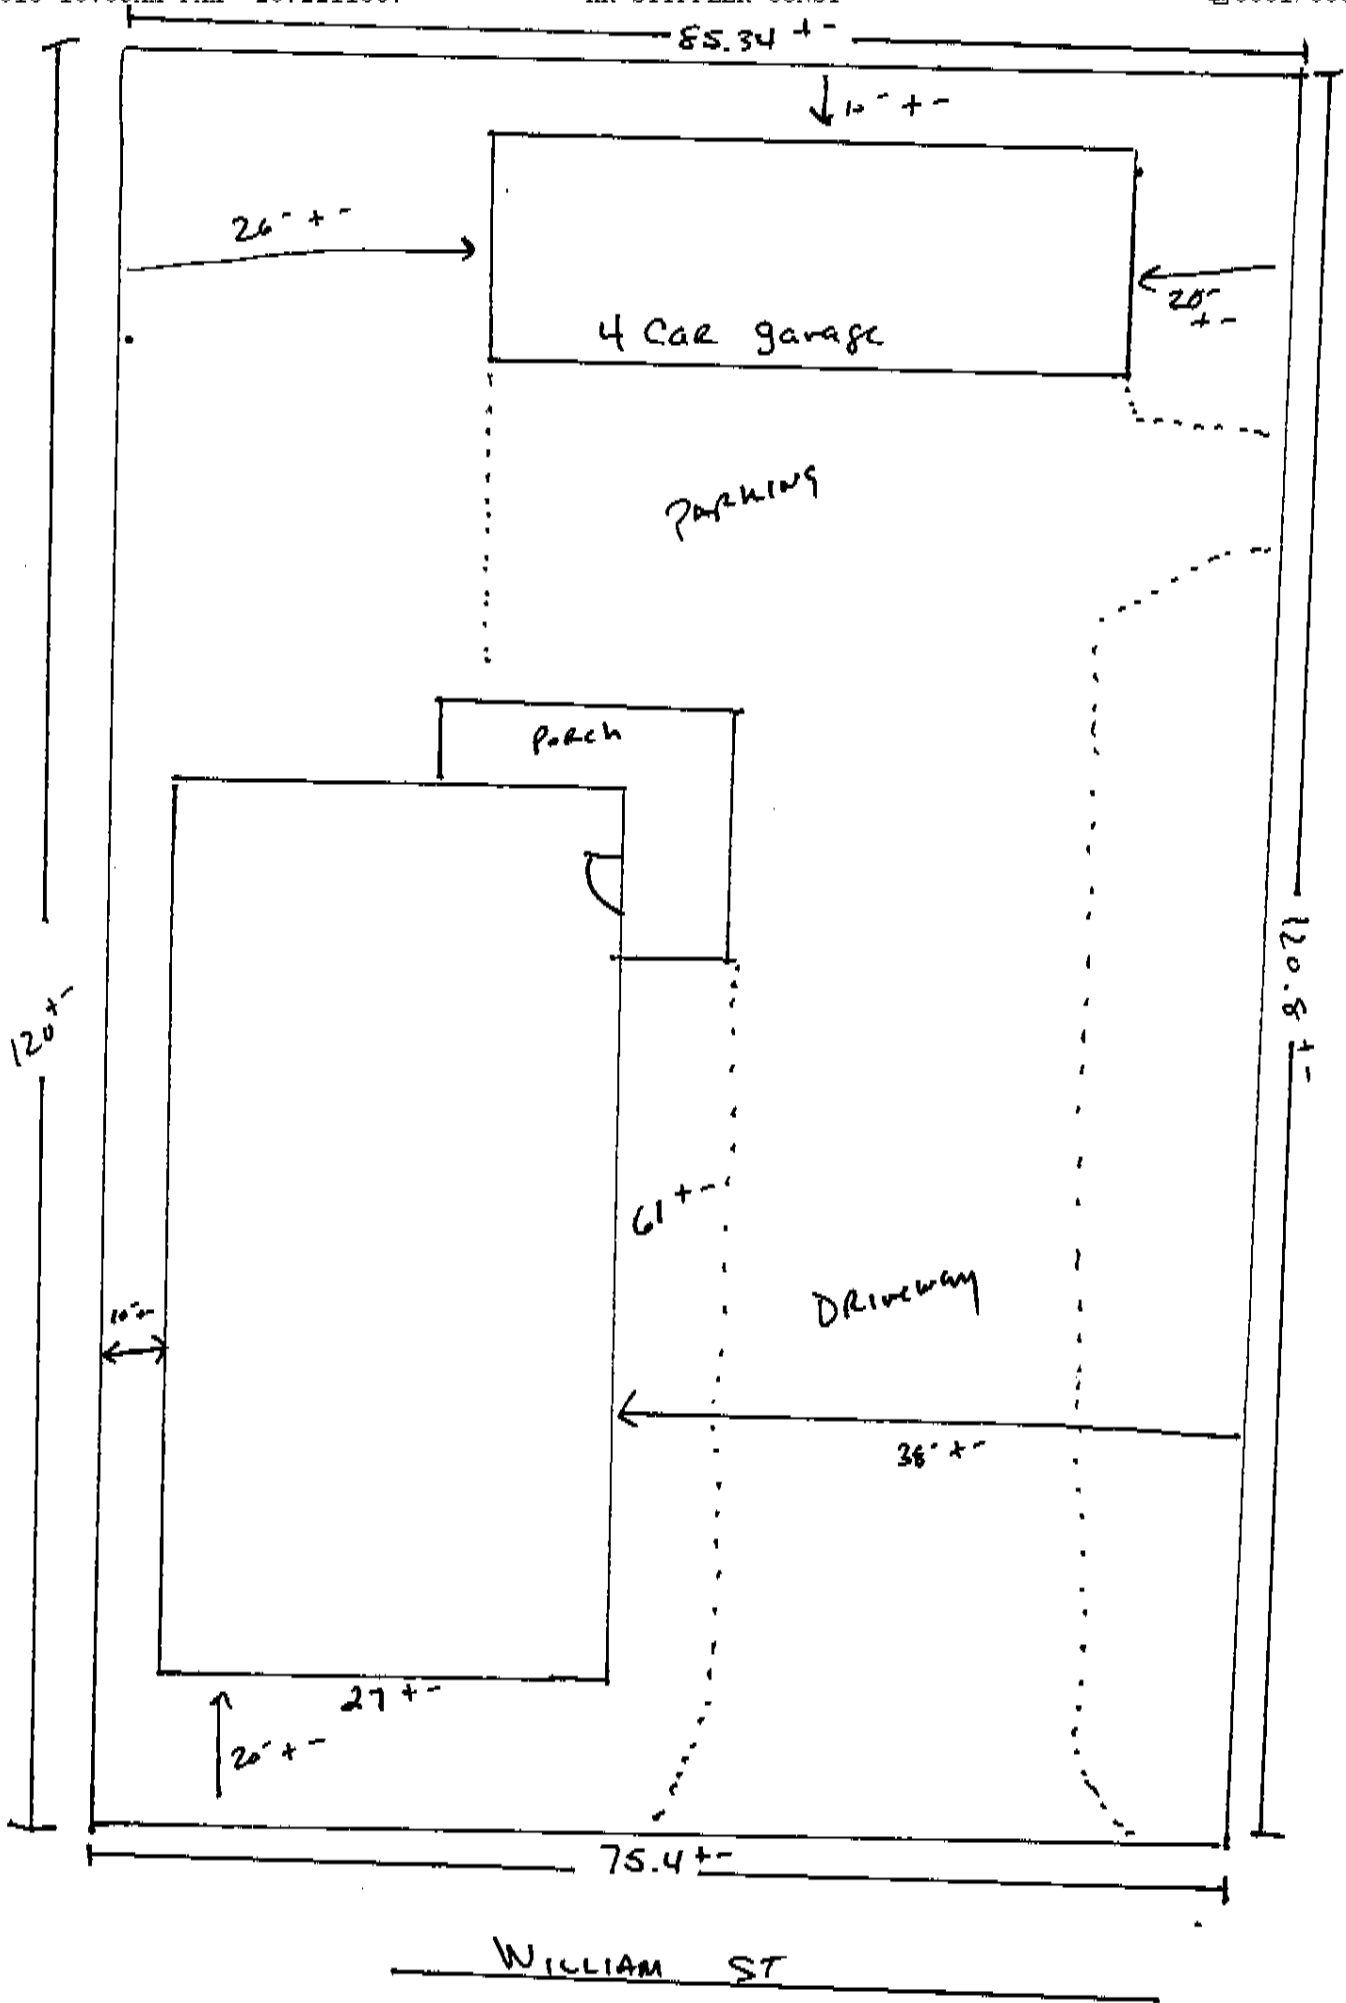 85.34 +-
10' +-
26' +-
20'
+-
4 Car garage
Parking
Porch
120 +-
120.8 +-
61 +-
Driveway
10' +-
38' +-
27 +-
20' +-
75.4 +-
William St